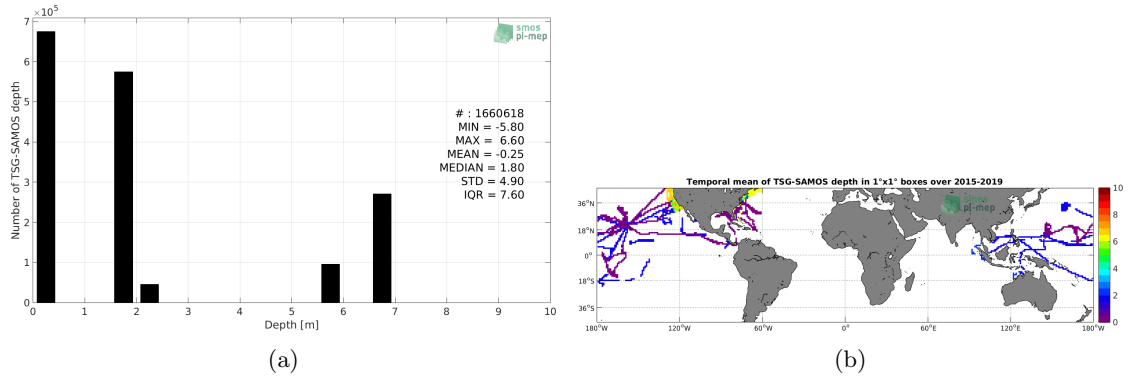 ×10⁵
7
6
5
4
3
2
1
0
Number of TSG-SAMOS depth
0 1 2 3 4 5 6 7 8 9 10
Depth [m]
smos
pi-mep
# : 1660618
MIN = -5.80
MAX = 6.60
MEAN = -0.25
MEDIAN = 1.80
STD = 4.90
IQR = 7.60
(a)
Temporal mean of TSG-SAMOS depth in 1°x1° boxes over 2015-2019
smos
pi-mep
36°N
18°N
0°
18°S
36°S
180°W 120°W 60°W 0° 60°E 120°E 180°W
10
8
6
4
2
0
(b)